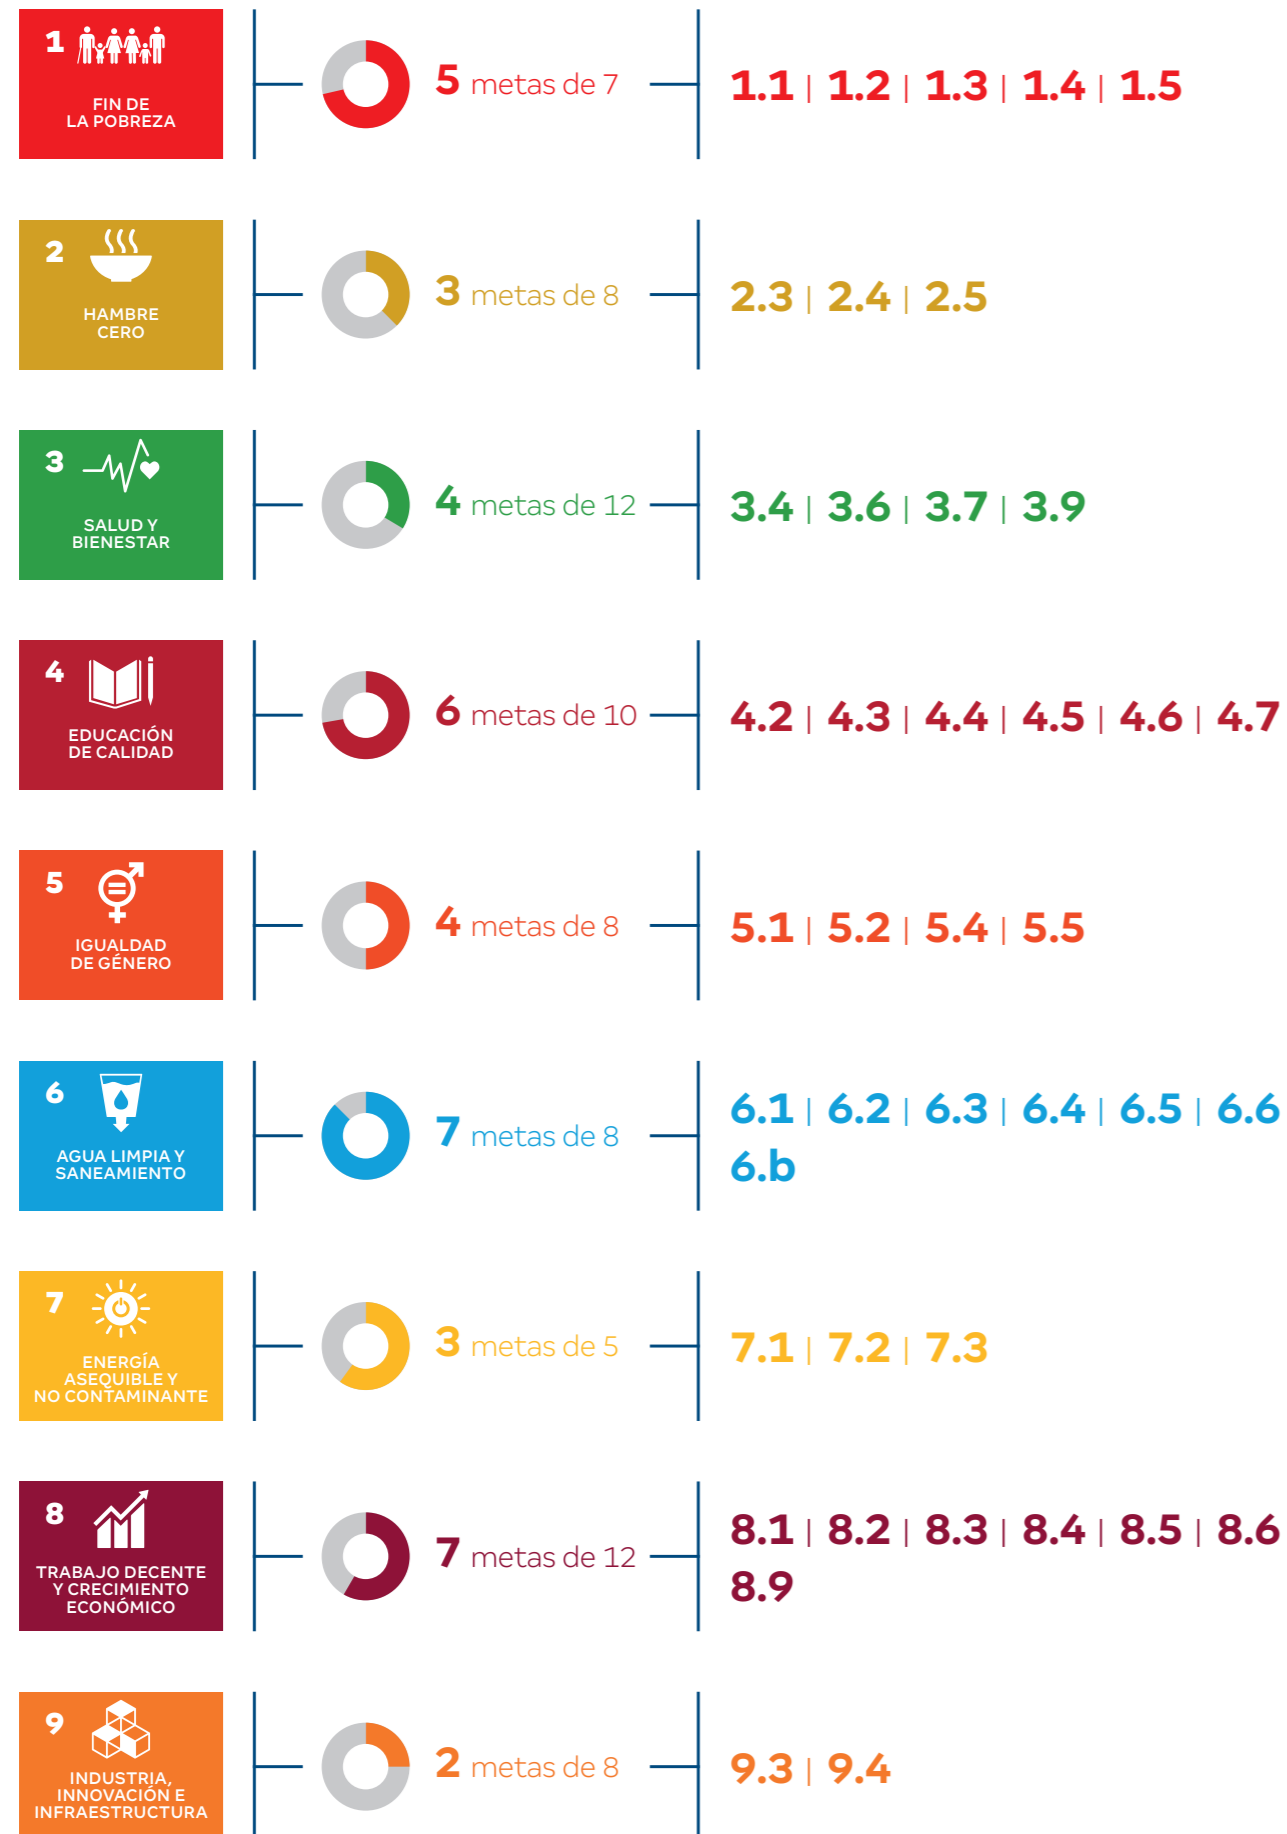 1
FIN DE
LA POBREZA
5 metas de 7
1.1 | 1.2 | 1.3 | 1.4 | 1.5
2
HAMBRE
CERO
3 metas de 8
2.3 | 2.4 | 2.5
3
SALUD Y
BIENESTAR
4 metas de 12
3.4 | 3.6 | 3.7 | 3.9
4
EDUCACIÓN
DE CALIDAD
6 metas de 10
4.2 | 4.3 | 4.4 | 4.5 | 4.6 | 4.7
5
IGUALDAD
DE GÉNERO
4 metas de 8
5.1 | 5.2 | 5.4 | 5.5
6
AGUA LIMPIA Y
SANEAMIENTO
7 metas de 8
6.1 | 6.2 | 6.3 | 6.4 | 6.5 | 6.6
6.b
7
ENERGÍA
ASEQUIBLE Y
NO CONTAMINANTE
3 metas de 5
7.1 | 7.2 | 7.3
8
TRABAJO DECENTE
Y CRECIMIENTO
ECONÓMICO
7 metas de 12
8.1 | 8.2 | 8.3 | 8.4 | 8.5 | 8.6
8.9
9
INDUSTRIA,
INNOVACIÓN E
INFRAESTRUCTURA
2 metas de 8
9.3 | 9.4